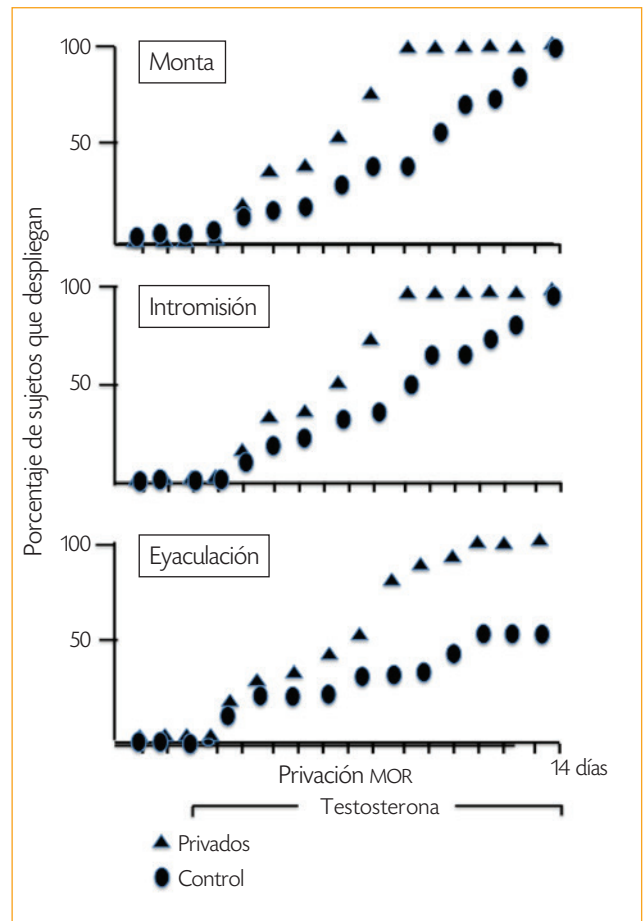 Porcentaje de sujetos que despliegan
100
50
Monta
100
50
Intromisión
100
50
Eyaculación
Privación MOR
14 días
Testosterona
Privados
Control